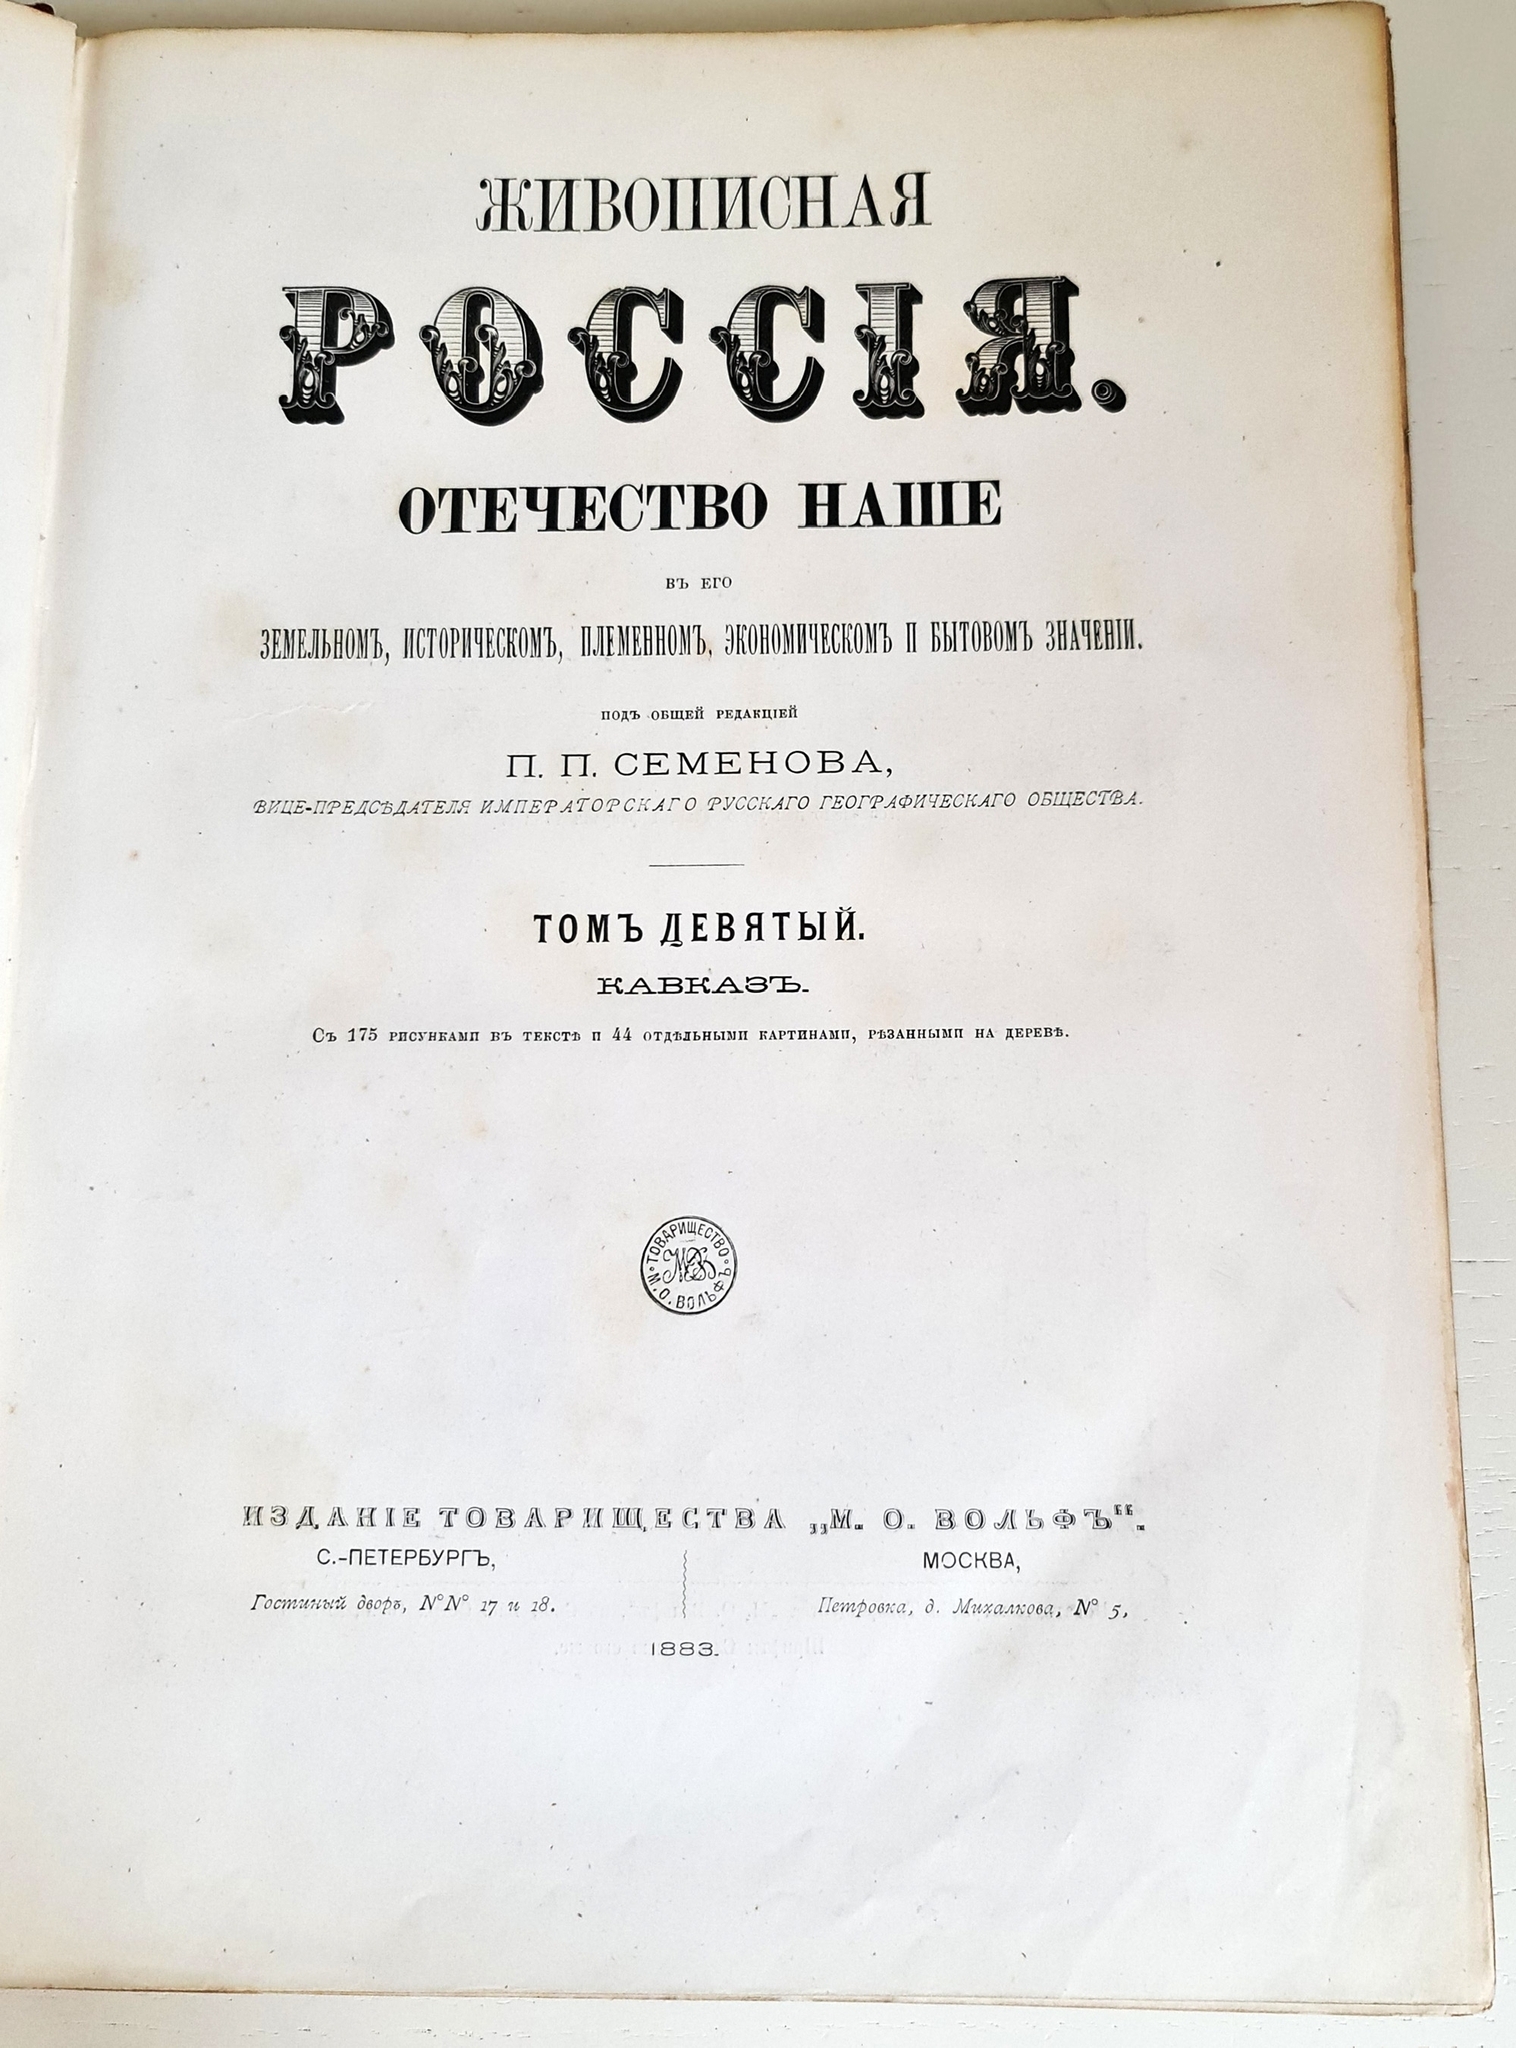 ЖИВОПИСНАЯ
РОССІЯ.
ОТЕЧЕСТВО НАШЕ
ВЪ ЕГО
ЗЕМЕЛЬНОМЪ, ИСТОРИЧЕСКОМЪ, ПЛЕМЕННОМЪ, ЭКОНОМИЧЕСКОМЪ И БЫТОВОМЪ ЗНАЧЕНІИ.
ПОДЪ ОБЩЕЙ РЕДАКЦІЕЙ
П. П. СЕМЕНОВА,
ВИЦЕ-ПРЕДСѢДАТЕЛЯ ИМПЕРАТОРСКАГО РУССКАГО ГЕОГРАФИЧЕСКАГО ОБЩЕСТВА.
ТОМЪ ДЕВЯТЫЙ.
КАВКАЗЪ.
Съ 175 рисунками въ текстѣ и 44 отдѣльными картинами, рѣзанными на деревѣ.
ТОВАРИЩЕСТВО
М. О. ВОЛЬФЪ
ИЗДАНІЕ ТОВАРИЩЕСТВА „М. О. ВОЛЬФЪ“.
С.-ПЕТЕРБУРГЪ, МОСКВА,
Гостиный дворъ, N°N° 17 и 18. Петровка, д. Михалкова, N° 5,
1883.